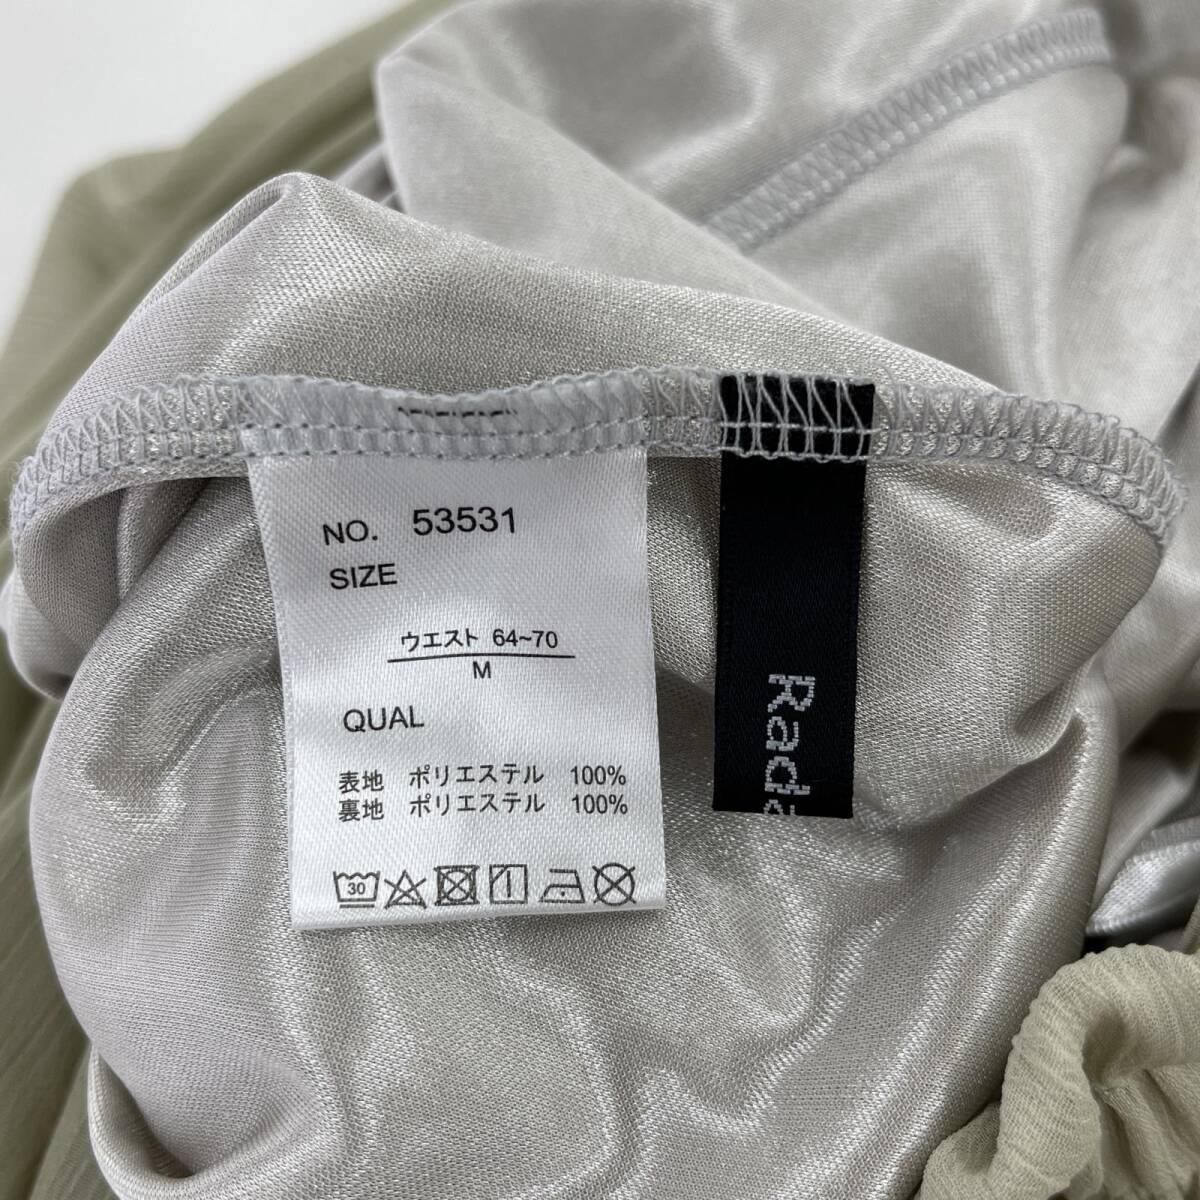 NO. 53531
SIZE
ウエスト 64~70
M
QUAL
表地 ポリエステル 100%
裏地 ポリエステル 100%
30